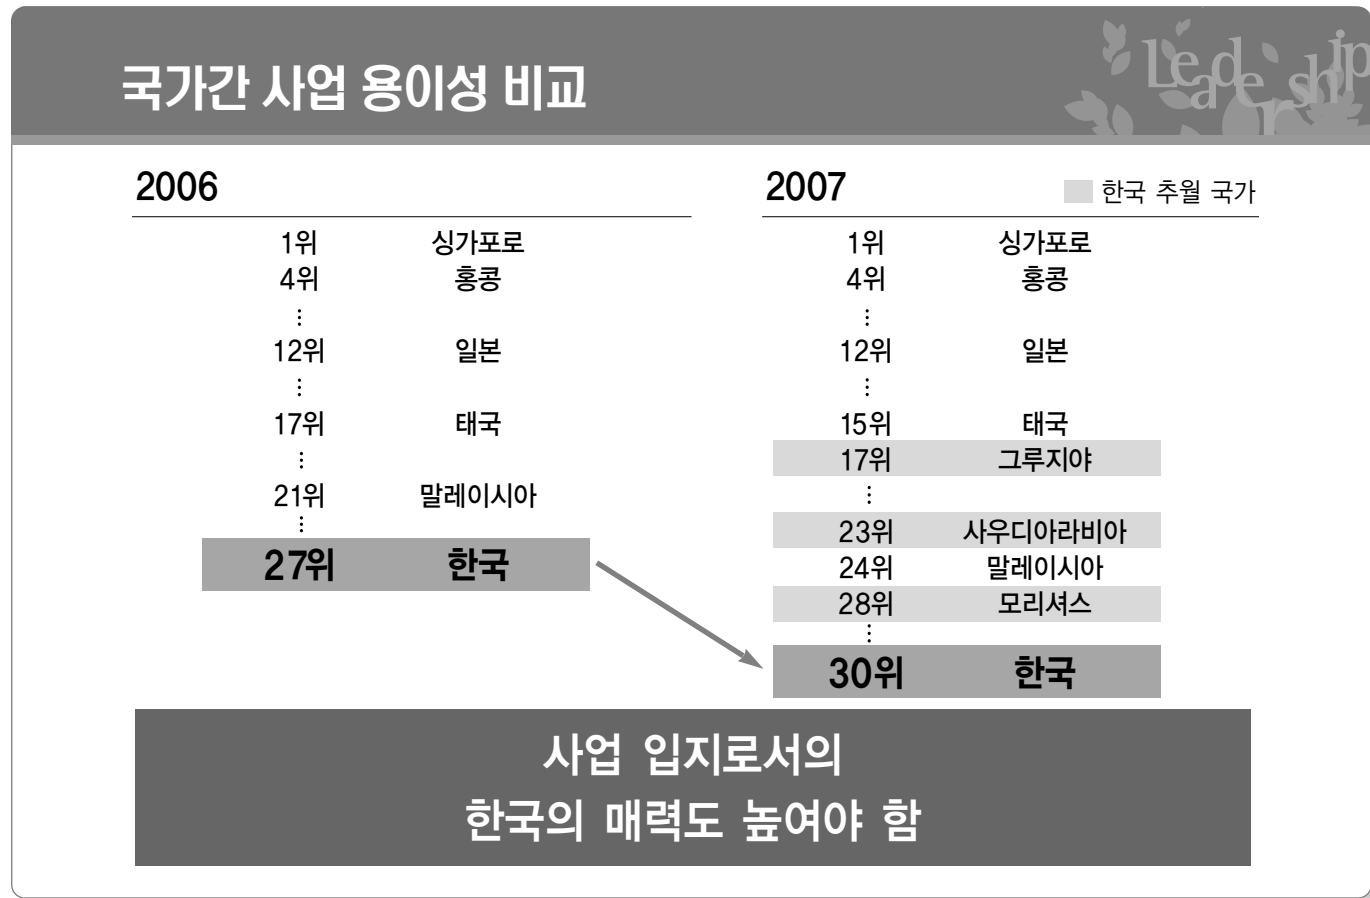 국가간 사업 용이성 비교
Leadership
2006
1위 싱가포로
4위 홍콩
⋮
12위 일본
⋮
17위 태국
⋮
21위 말레이시아
⋮
27위 한국
2007
한국 추월 국가
1위 싱가포로
4위 홍콩
⋮
12위 일본
⋮
15위 태국
17위 그루지야
⋮
23위 사우디아라비아
24위 말레이시아
28위 모리셔스
⋮
30위 한국
사업 입지로서의
한국의 매력도 높여야 함